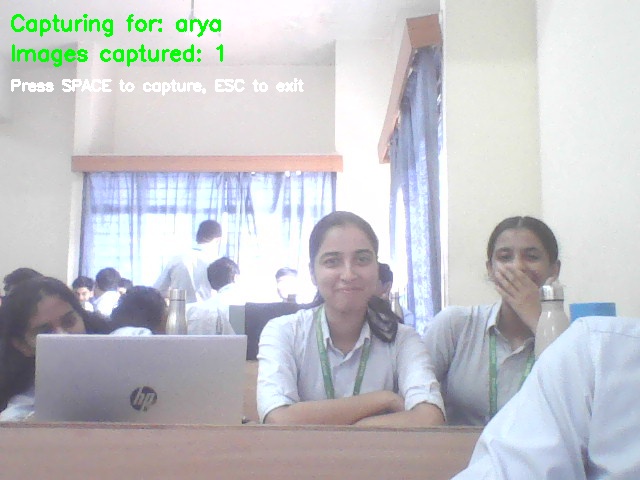 Capturing for: arya
Images captured: 1
Press SPACE to capture, ESC to exit
hp